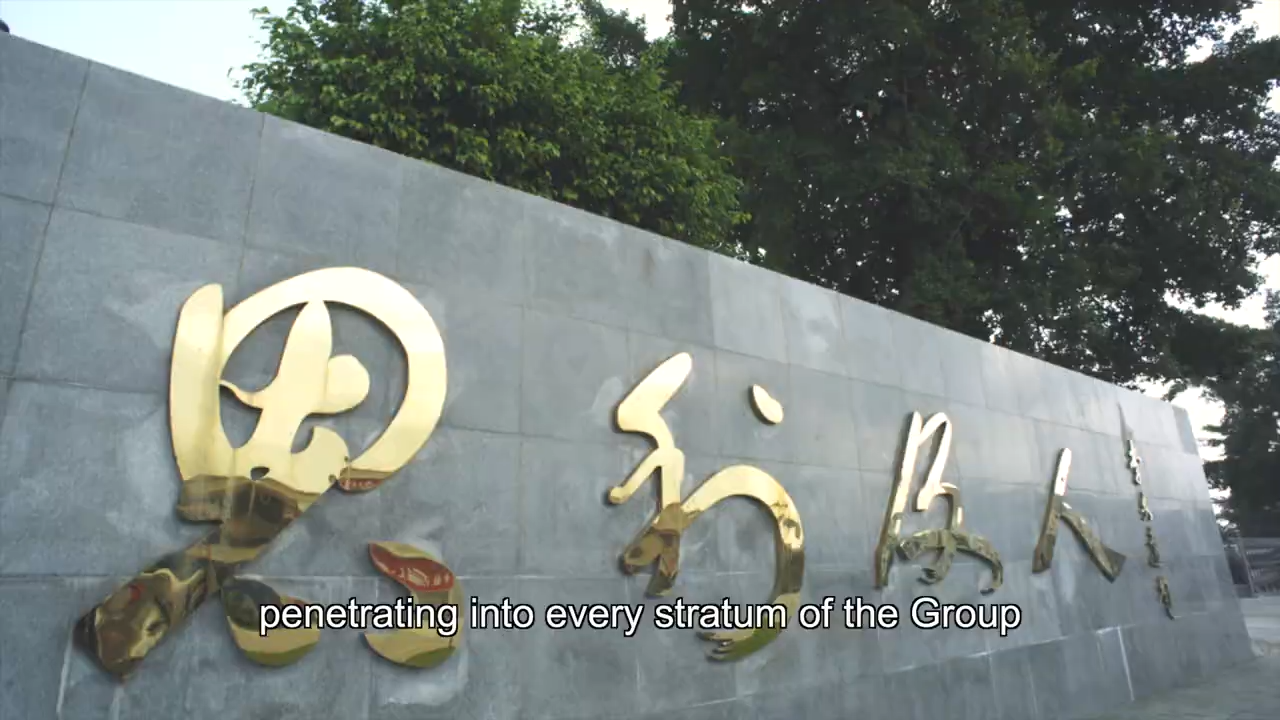 思利及人
penetrating into every stratum of the Group